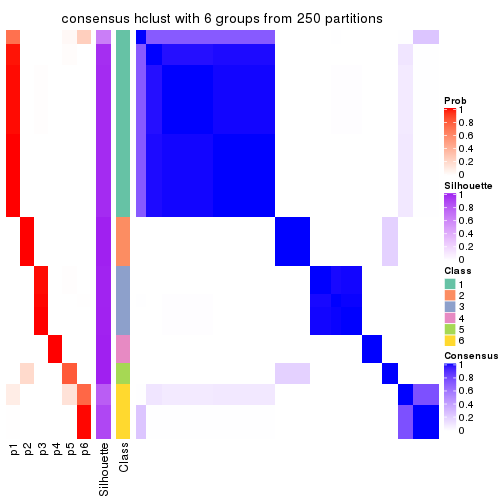 consensus hclust with 6 groups from 250 partitions
Prob
1
0.8
0.6
0.4
0.2
0
Silhouette
1
0.8
0.6
0.4
0.2
0
Class
1
2
3
4
5
6
Consensus
1
0.8
0.6
0.4
0.2
0
p1
p2
p3
p4
p5
p6
Silhouette
Class